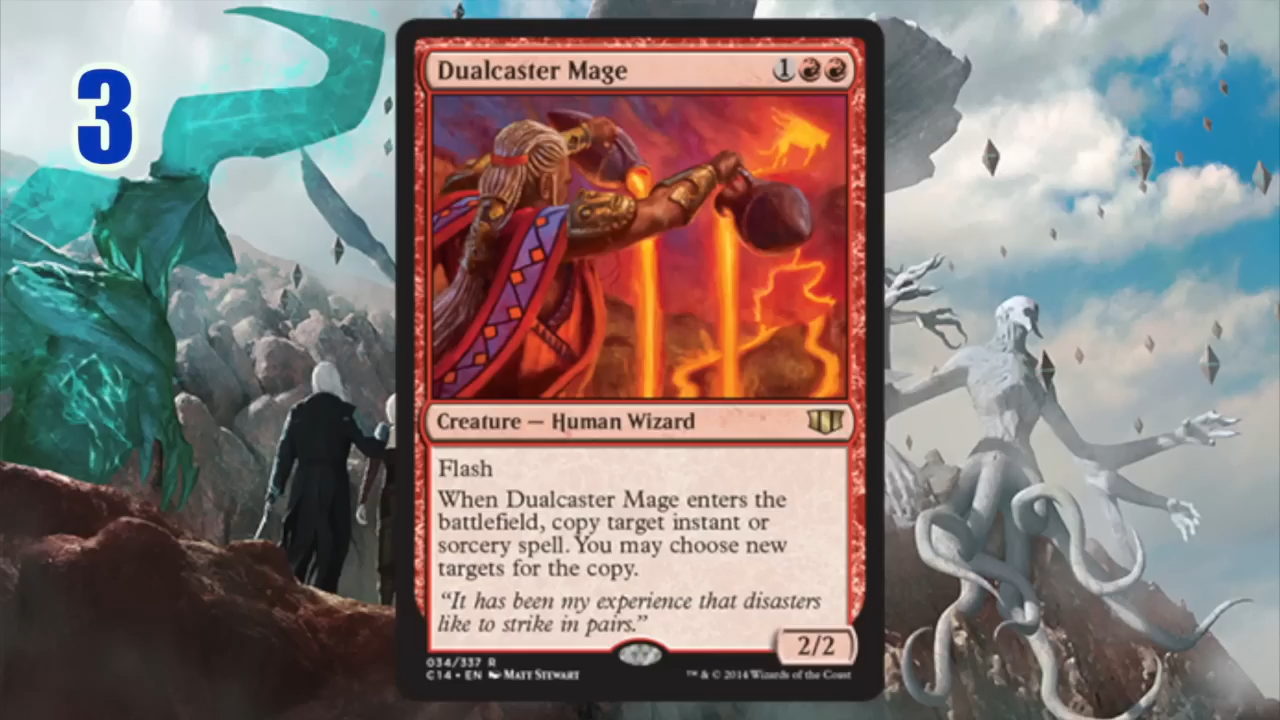 3
Dualcaster Mage 1
Creature — Human Wizard
Flash
When Dualcaster Mage enters the
battlefield, copy target instant or
sorcery spell. You may choose new
targets for the copy.
“It has been my experience that disasters
like to strike in pairs.”
2/2
034/337 R
C14 • EN Matt Stewart
™ & © 2014 Wizards of the Coast